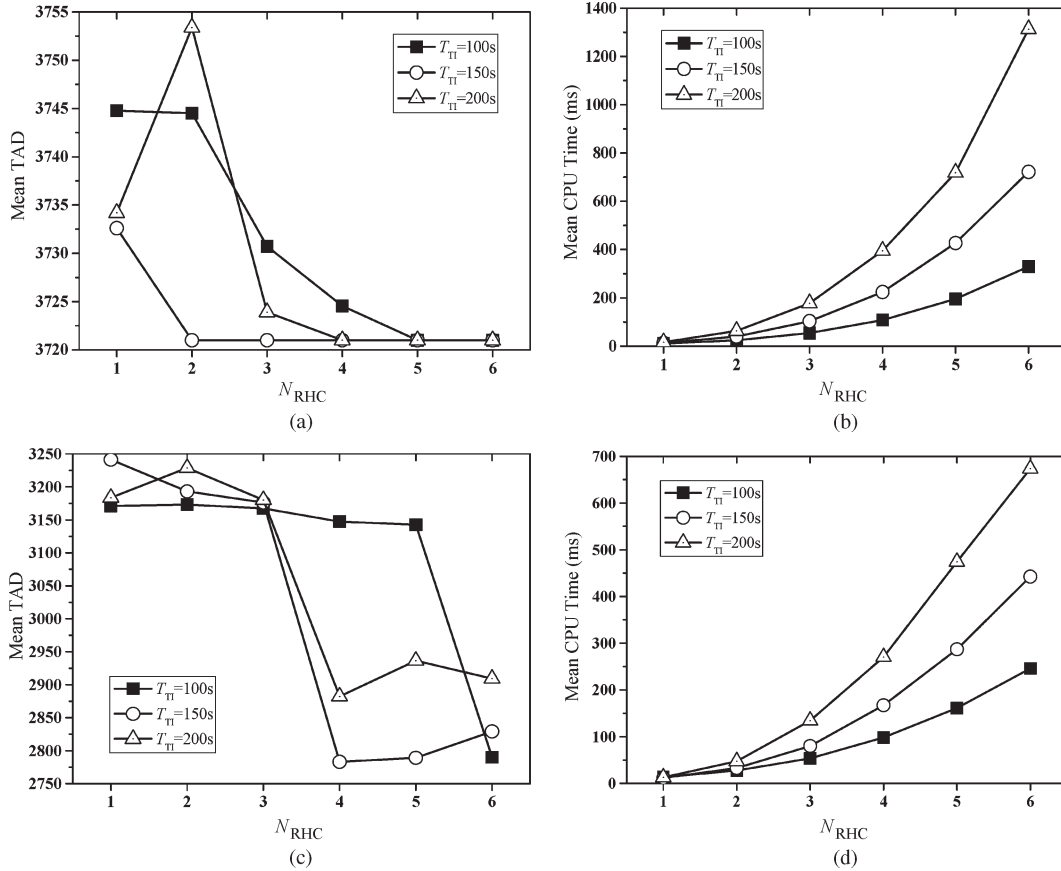 3755
3750
3745
3740
3735
3730
3725
3720
Mean TAD
T_TI=100s
T_TI=150s
T_TI=200s
1 2 3 4 5 6
N_RHC
(a)
1400
1200
1000
800
600
400
200
0
Mean CPU Time (ms)
T_TI=100s
T_TI=150s
T_TI=200s
1 2 3 4 5 6
N_RHC
(b)
3250
3200
3150
3100
3050
3000
2950
2900
2850
2800
2750
Mean TAD
T_TI=100s
T_TI=150s
T_TI=200s
1 2 3 4 5 6
N_RHC
(c)
700
600
500
400
300
200
100
0
Mean CPU Time (ms)
T_TI=100s
T_TI=150s
T_TI=200s
1 2 3 4 5 6
N_RHC
(d)